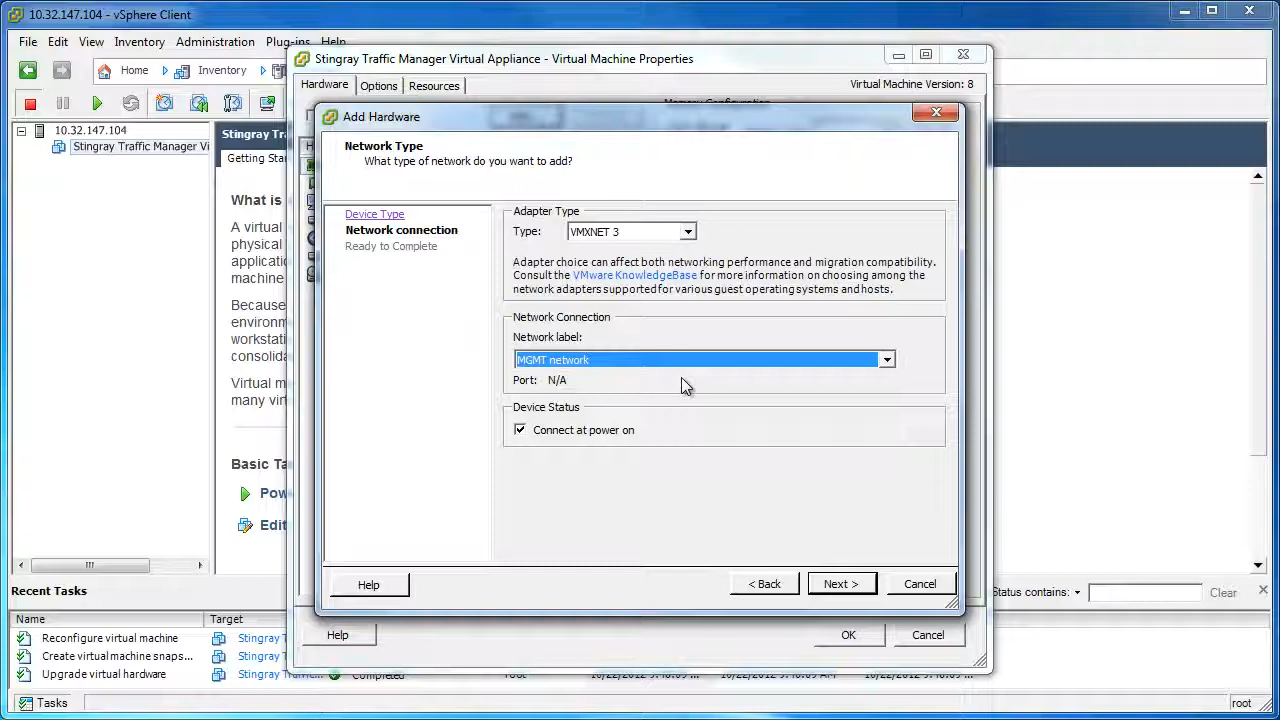 10.32.147.104 - vSphere Client
File Edit View Inventory Administration Plug-ins Help
Home Inventory
10.32.147.104
Stingray Traffic Manager Vi
Stingray Tra
Getting Star
What is
A virtual
physical
applicatio
machine
Because
environm
workstati
consolida
Virtual m
many virt
Basic Ta
Pow
Edit
Stingray Traffic Manager Virtual Appliance - Virtual Machine Properties
Hardware Options Resources
Virtual Machine Version: 8
Memory Configuration
Add Hardware
Network Type
What type of network do you want to add?
Device Type
Network connection
Ready to Complete
Adapter Type
Type: VMXNET 3
Adapter choice can affect both networking performance and migration compatibility.
Consult the VMware KnowledgeBase for more information on choosing among the
network adapters supported for various guest operating systems and hosts.
Network Connection
Network label:
MGMT network
Port: N/A
Device Status
Connect at power on
Help < Back Next > Cancel
Help OK Cancel
Recent Tasks
Status contains: Clear
Name Target
Reconfigure virtual machine Stingray T
Create virtual machine snaps... Stingray T
Upgrade virtual hardware Stingray Traffic... Completed root
Tasks
root